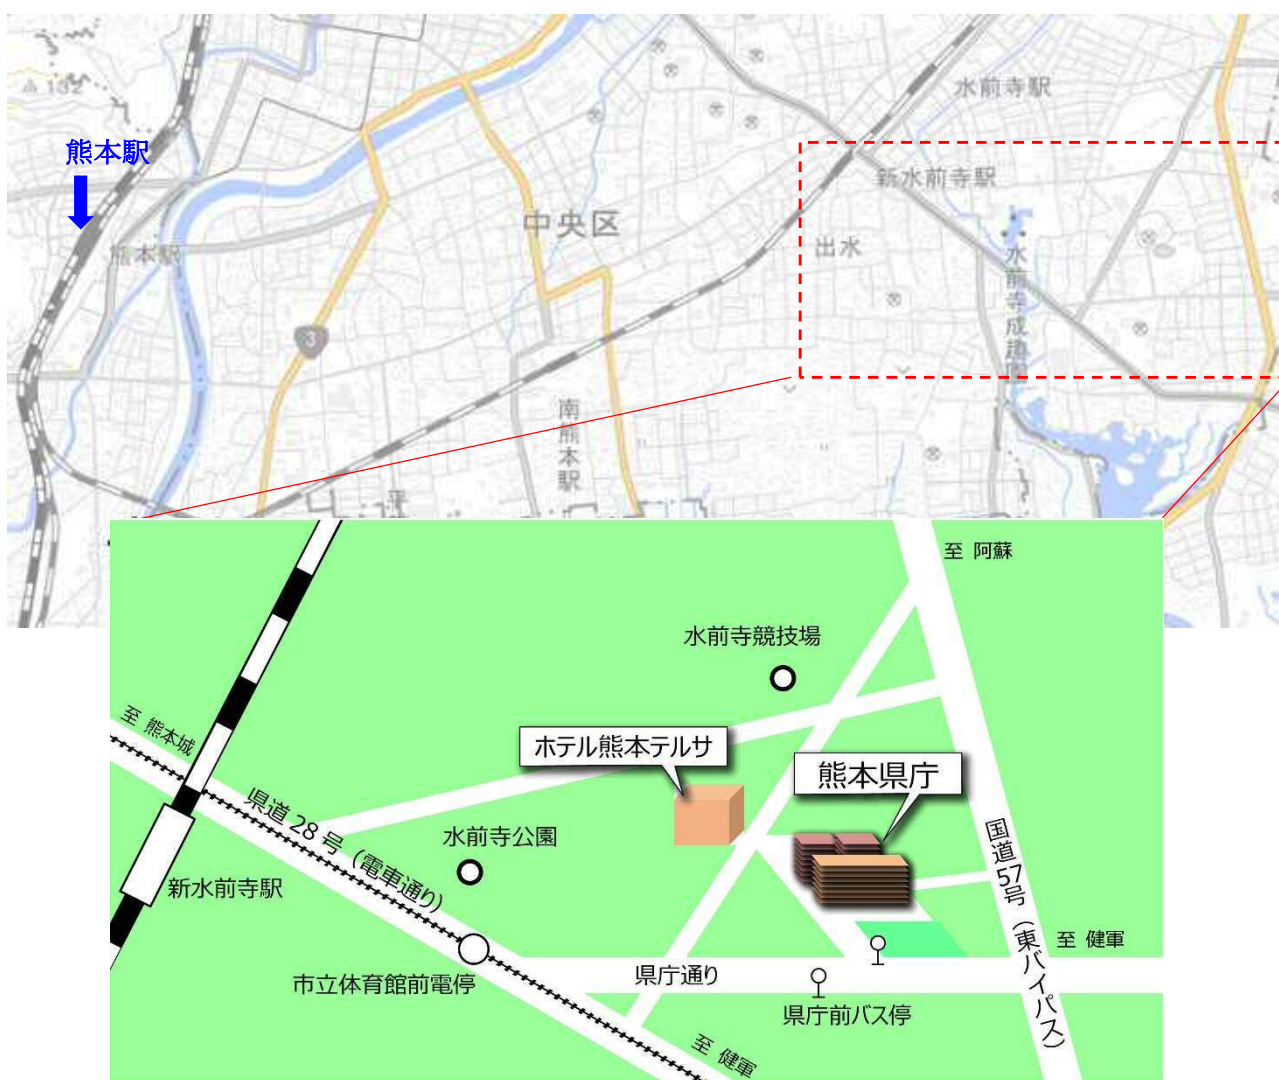 132
水前寺駅
熊本駅
新水前寺駅
中央区
熊本駅
出水
水前寺成趣園
3
南熊本駅
平
至 阿蘇
水前寺競技場
至 熊本城
ホテル熊本テルサ
熊本県庁
県道 28 号（電車通り）
水前寺公園
国道57号（東バイパス）
新水前寺駅
至 健軍
県庁通り
市立体育館前電停
県庁前バス停
至 健軍